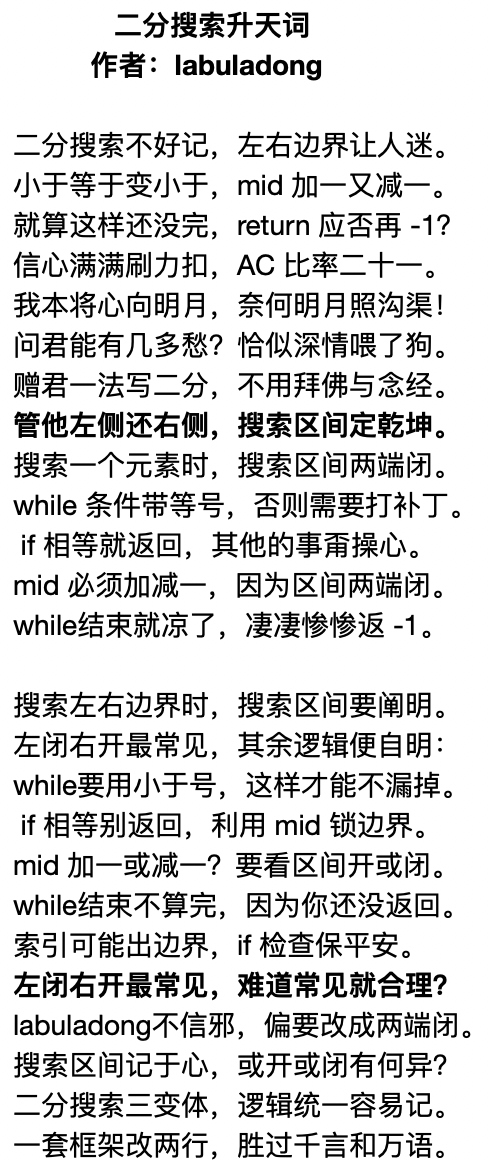 二分搜索升天词
作者：labuladong
二分搜索不好记，左右边界让人迷。
小于等于变小于，mid 加一又减一。
就算这样还没完，return 应否再 -1？
信心满满刷力扣，AC 比率二十一。
我本将心向明月，奈何明月照沟渠！
问君能有几多愁？恰似深情喂了狗。
赠君一法写二分，不用拜佛与念经。
管他左侧还右侧，搜索区间定乾坤。
搜索一个元素时，搜索区间两端闭。
while 条件带等号，否则需要打补丁。
if 相等就返回，其他的事甭操心。
mid 必须加减一，因为区间两端闭。
while结束就凉了，凄凄惨惨返 -1。
搜索左右边界时，搜索区间要阐明。
左闭右开最常见，其余逻辑便自明：
while要用小于号，这样才能不漏掉。
if 相等别返回，利用 mid 锁边界。
mid 加一或减一？要看区间开或闭。
while结束不算完，因为你还没返回。
索引可能出边界，if 检查保平安。
左闭右开最常见，难道常见就合理？
labuladong不信邪，偏要改成两端闭。
搜索区间记于心，或开或闭有何异？
二分搜索三变体，逻辑统一容易记。
一套框架改两行，胜过千言和万语。